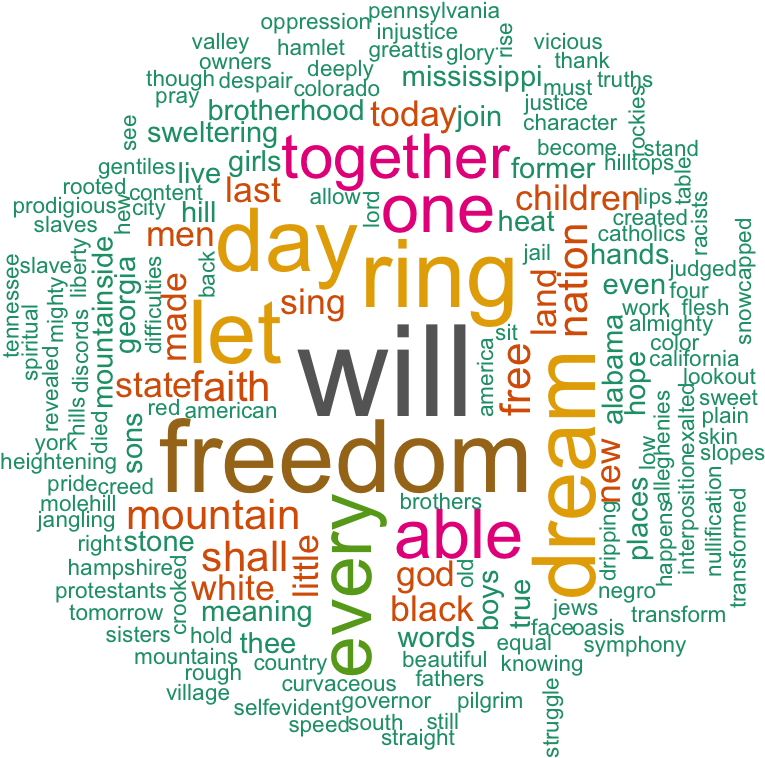 pennsylvania
oppression
injustice
rise
valley
hamlet
greattis
glory
vicious
owners
deeply
thank
though
despair
colorado
mississippi
must
truths
pray
brotherhood
today
join
justice
rockies
see
sweltering
character
together
become
stand
gentiles
live
girls
former
hilltops
table
rooted
content
last
allow
lord
one
children
lips
racists
prodigious
hew
city
hill
heat
created
slaves
men
day
catholics
snowcapped
slave
liberty
mountainside
georgia
difficulties
back
ring
jail
land
nation
hands
judged
tennessee
mighty
made
sing
even
four
spiritual
discords
let
will
america
sit
work
flesh
almighty
revealed
hills
state
faith
free
dream
alabama
hope
color
california
lookout
died
red
american
sweet
york
sons
freedom
new
low
alleghenies
exalted
plain
skin
slopes
heightening
pride
creed
every
brothers
places
happens
interposition
nullification
transformed
molehill
mountain
able
dripping
jangling
right
stone
shall
little
god
old
hampshire
white
black
boys
true
negro
protestants
crooked
tomorrow
meaning
words
jews
transform
sisters
hold
thee
equal
face
oasis
symphony
mountains
country
beautiful
knowing
rough
fathers
village
curvaceous
governor
pilgrim
struggle
selfevident
speed
south
still
straight